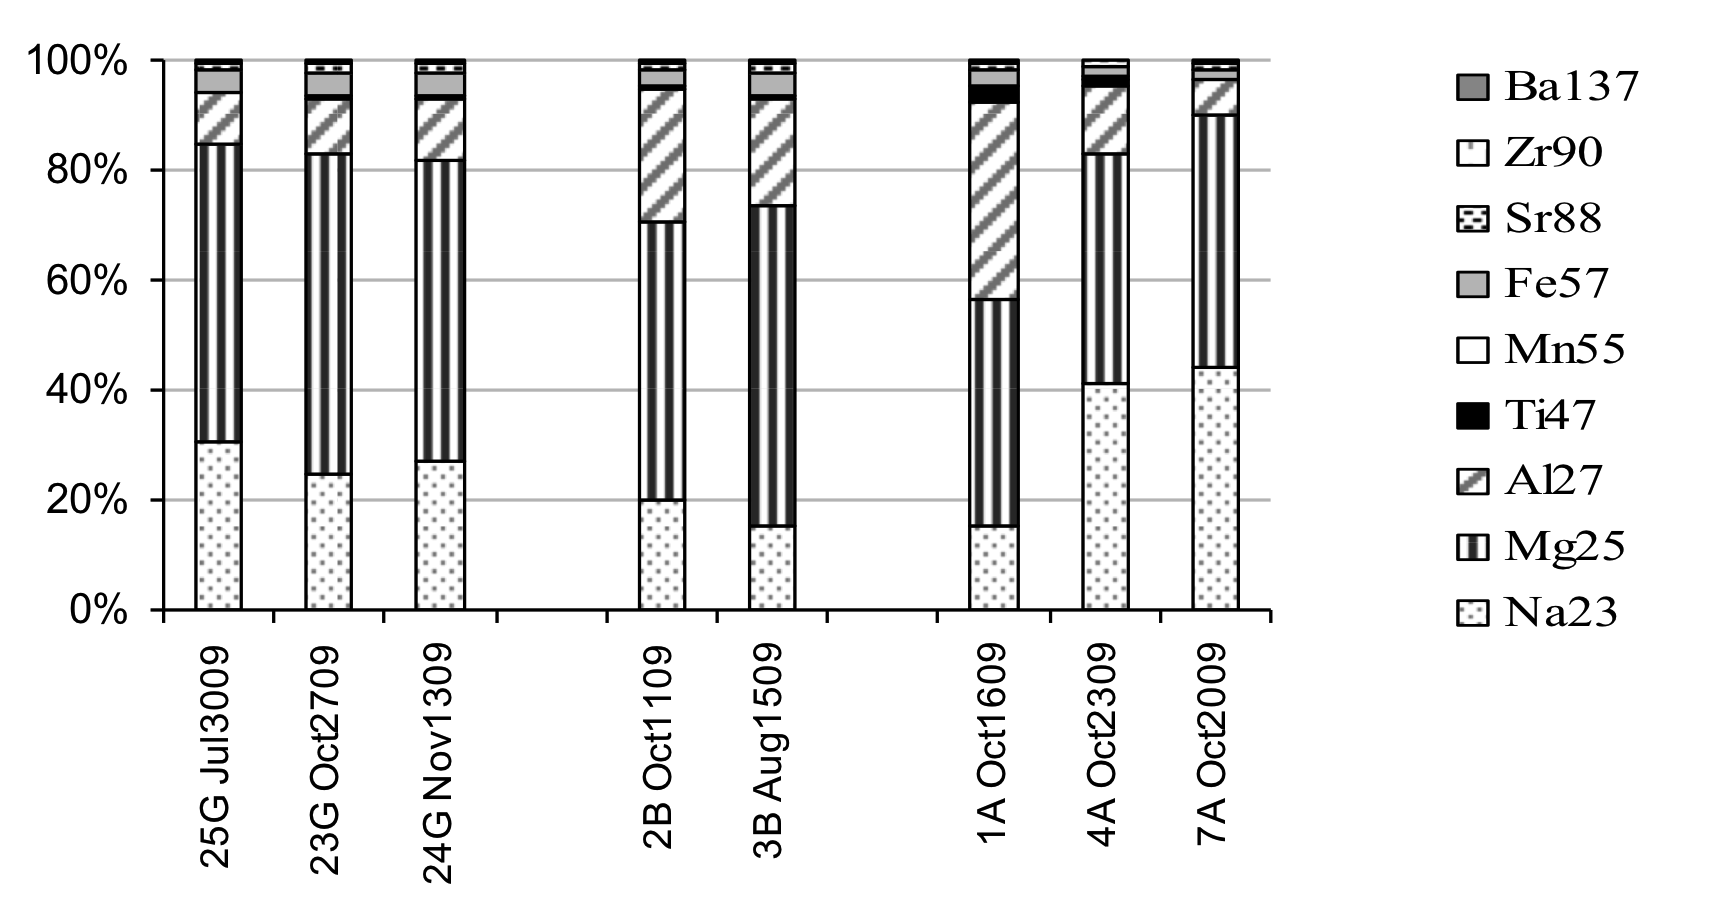 100%
80%
60%
40%
20%
0%
25G Jul3009
23G Oct2709
24G Nov1309
2B Oct1109
3B Aug1509
1A Oct1609
4A Oct2309
7A Oct2009
Ba137
Zr90
Sr88
Fe57
Mn55
Ti47
Al27
Mg25
Na23